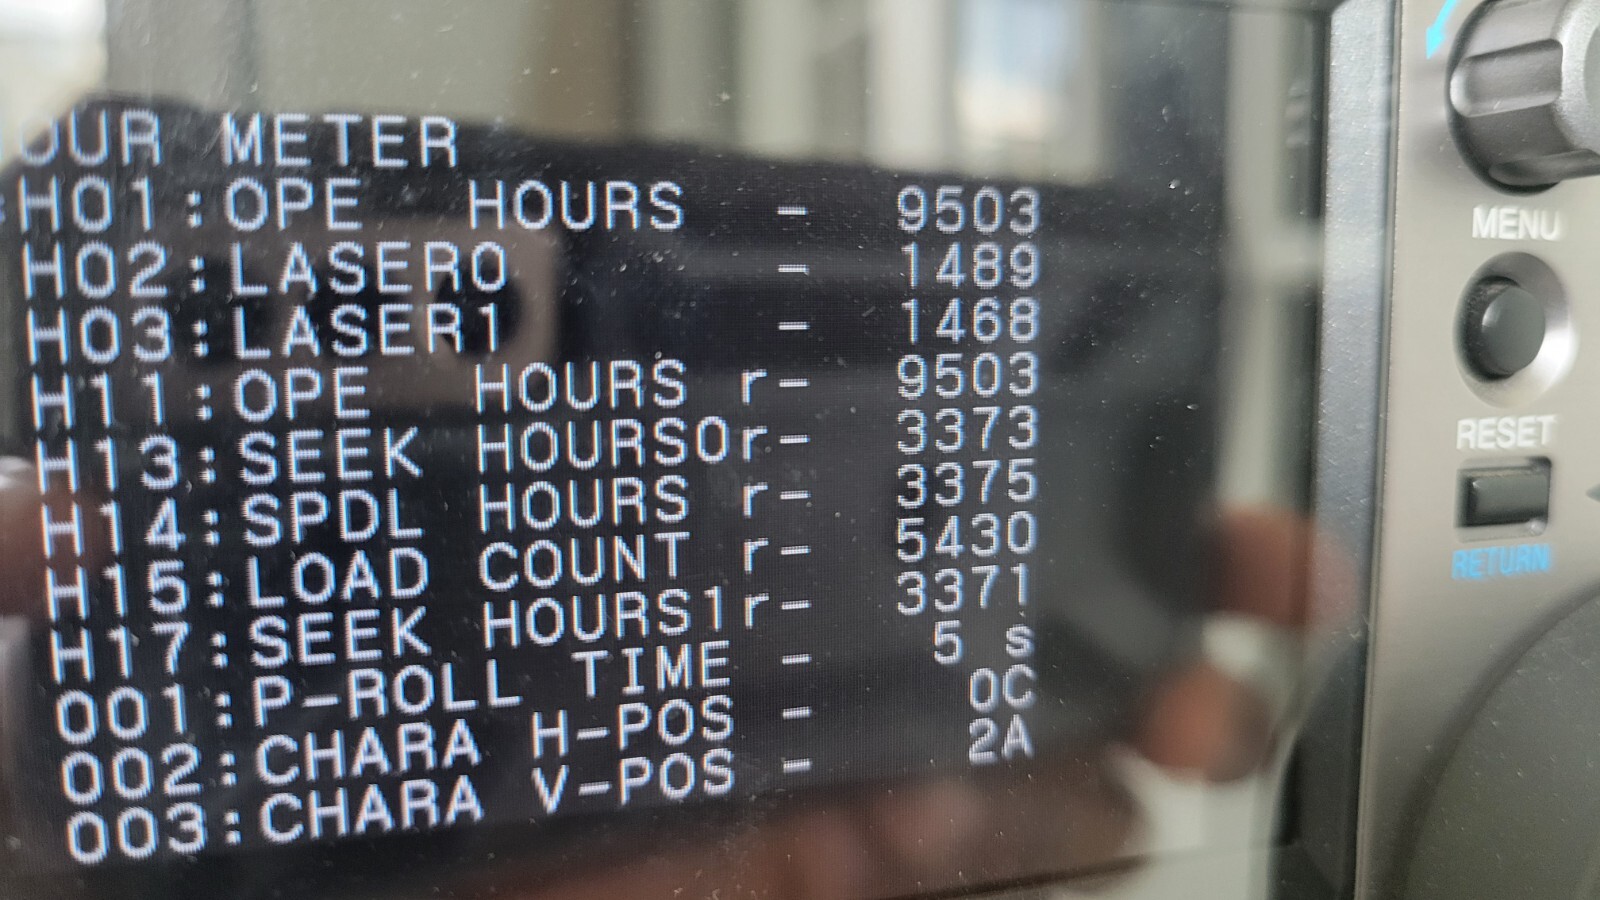 OUR METER
H01:OPE HOURS - 9503
H02:LASER0 - 1489
H03:LASER1 - 1468
H11:OPE HOURS r- 9503
H13:SEEK HOURS0r- 3373
H14:SPDL HOURS r- 3375
H15:LOAD COUNT r- 5430
H17:SEEK HOURS1r- 3371
001:P-ROLL TIME - 5 s
002:CHARA H-POS - 0C
003:CHARA V-POS - 2A
MENU
RESET
RETURN